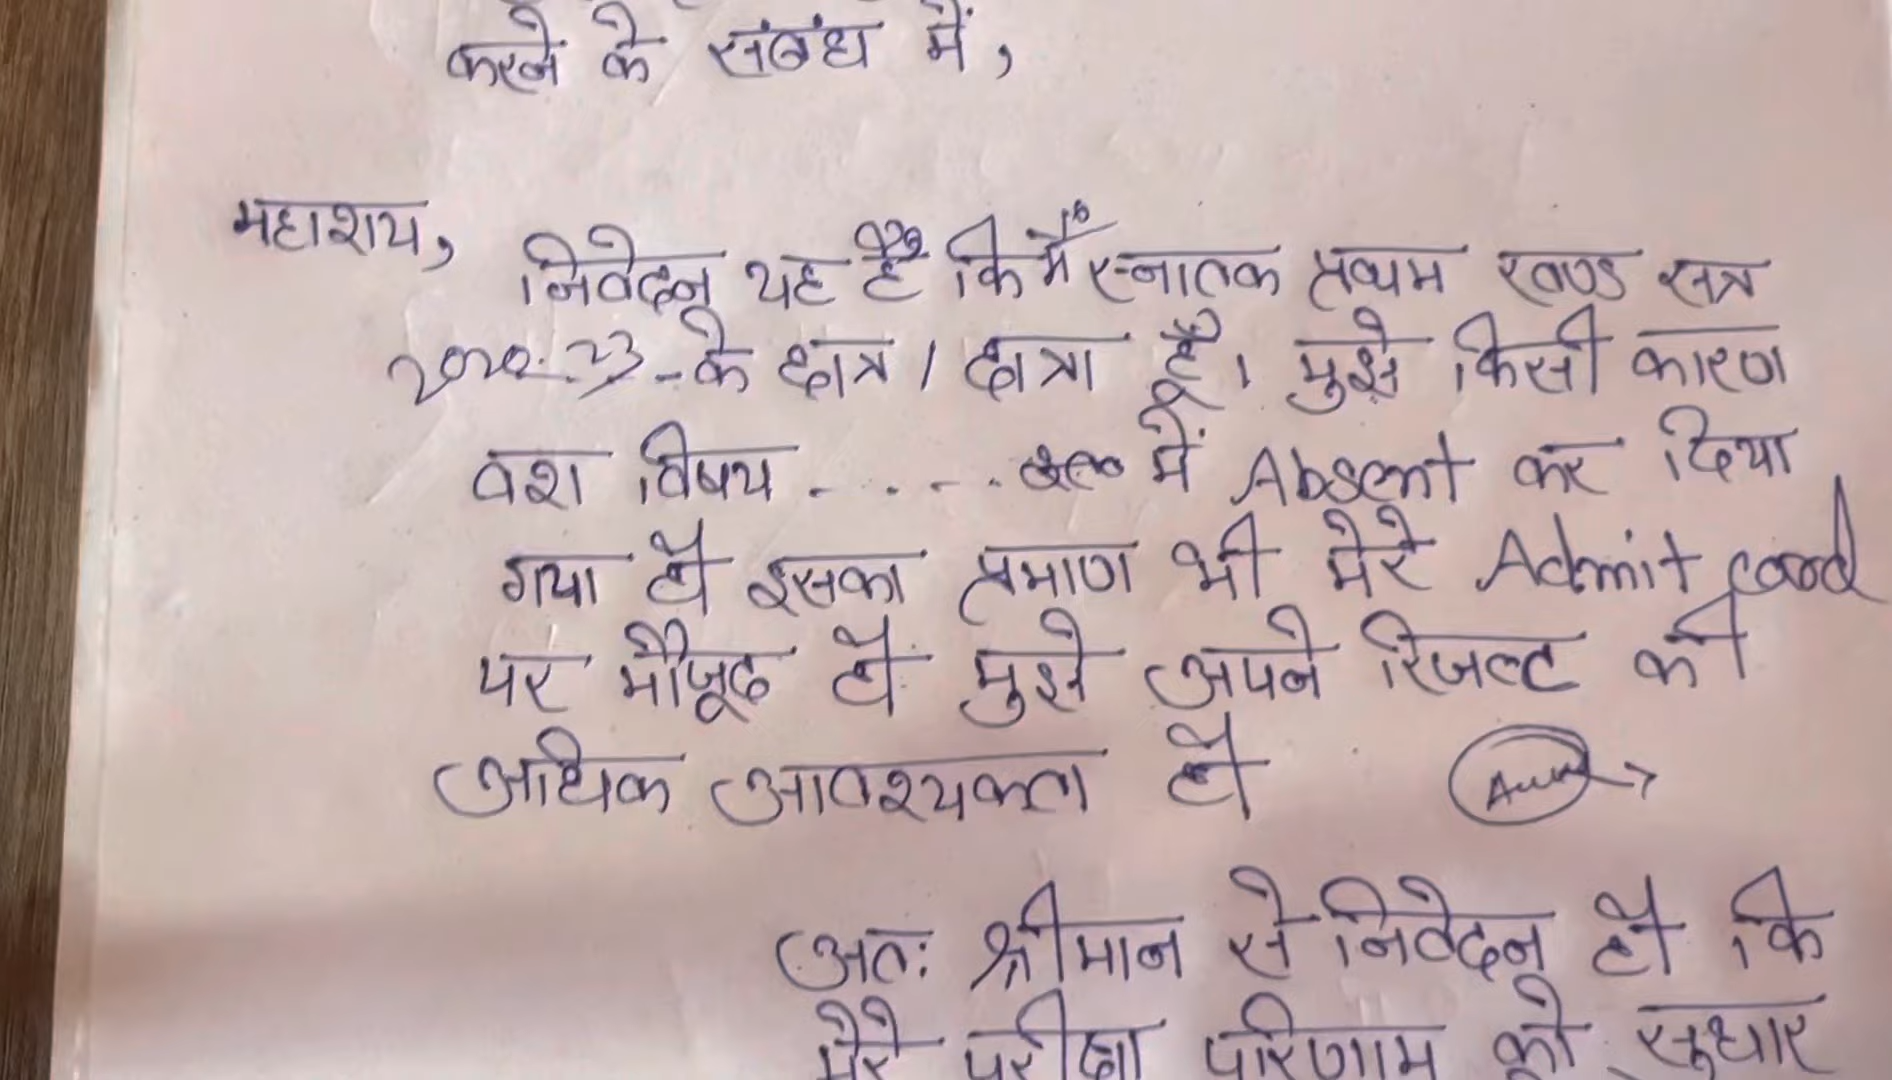 करने के संबंध में,
महाशय,
निवेदन यह है कि मैं स्नातक प्रथम खण्ड सत्र
2020-23 - के छात्र / छात्रा हूँ। मुझे किसी कारण
वश विषय . . . . . में Absent कर दिया
गया है इसका प्रमाण भी मेरे Admit card
पर मौजूद है मुझे अपने रिजल्ट की
अधिक आवश्यकता है
अतः श्रीमान से निवेदन है कि
मेरे परीक्षा परिणाम को सुधार